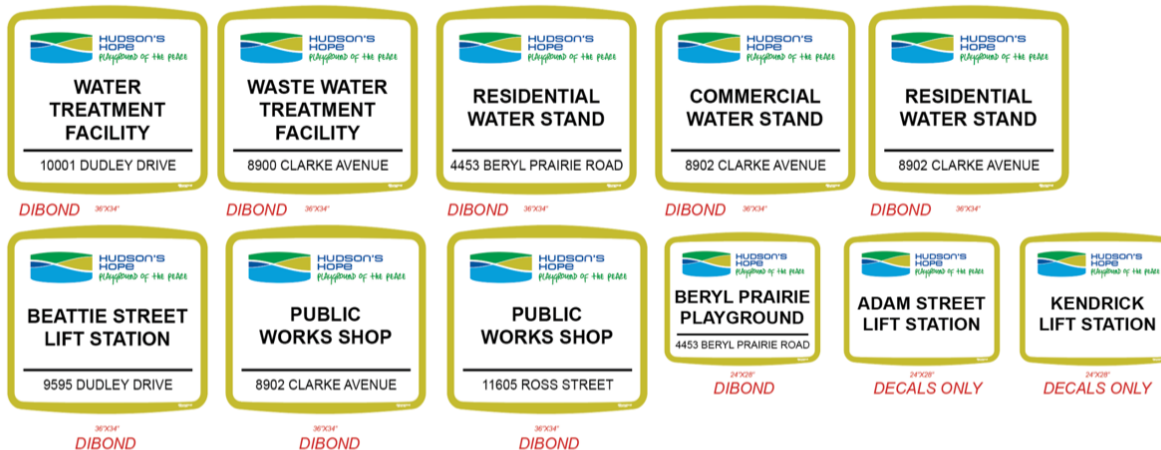 HUDSON'S
HOPE
PLAYGROUND OF THE PEACE
WATER
TREATMENT
FACILITY
10001 DUDLEY DRIVE
DIBOND 36"X34"
HUDSON'S
HOPE
PLAYGROUND OF THE PEACE
WASTE WATER
TREATMENT
FACILITY
8900 CLARKE AVENUE
DIBOND 36"X34"
HUDSON'S
HOPE
PLAYGROUND OF THE PEACE
RESIDENTIAL
WATER STAND
4453 BERYL PRAIRIE ROAD
DIBOND 36"X34"
HUDSON'S
HOPE
PLAYGROUND OF THE PEACE
COMMERCIAL
WATER STAND
8902 CLARKE AVENUE
DIBOND 36"X34"
HUDSON'S
HOPE
PLAYGROUND OF THE PEACE
RESIDENTIAL
WATER STAND
8902 CLARKE AVENUE
DIBOND 36"X34"
HUDSON'S
HOPE
PLAYGROUND OF THE PEACE
BEATTIE STREET
LIFT STATION
9595 DUDLEY DRIVE
36"X34"
DIBOND
HUDSON'S
HOPE
PLAYGROUND OF THE PEACE
PUBLIC
WORKS SHOP
8902 CLARKE AVENUE
36"X34"
DIBOND
HUDSON'S
HOPE
PLAYGROUND OF THE PEACE
PUBLIC
WORKS SHOP
11605 ROSS STREET
36"X34"
DIBOND
HUDSON'S
HOPE
PLAYGROUND OF THE PEACE
BERYL PRAIRIE
PLAYGROUND
4453 BERYL PRAIRIE ROAD
24"X28"
DIBOND
HUDSON'S
HOPE
PLAYGROUND OF THE PEACE
ADAM STREET
LIFT STATION
24"X28"
DECALS ONLY
HUDSON'S
HOPE
PLAYGROUND OF THE PEACE
KENDRICK
LIFT STATION
24"X28"
DECALS ONLY